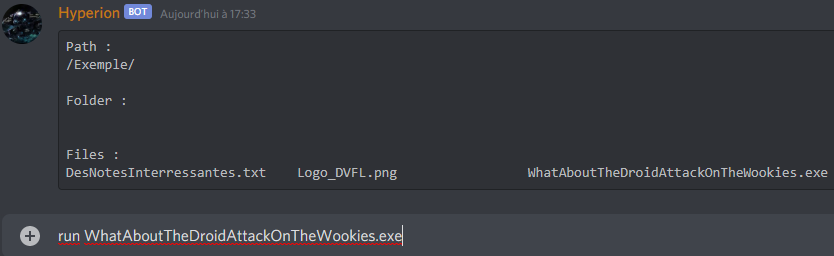 Hyperion BOT Aujourd'hui à 17:33
Path :
/Exemple/
Folder :
Files :
DesNotesInterressantes.txt Logo_DVFL.png WhatAboutTheDroidAttackOnTheWookies.exe
run WhatAboutTheDroidAttackOnTheWookies.exe